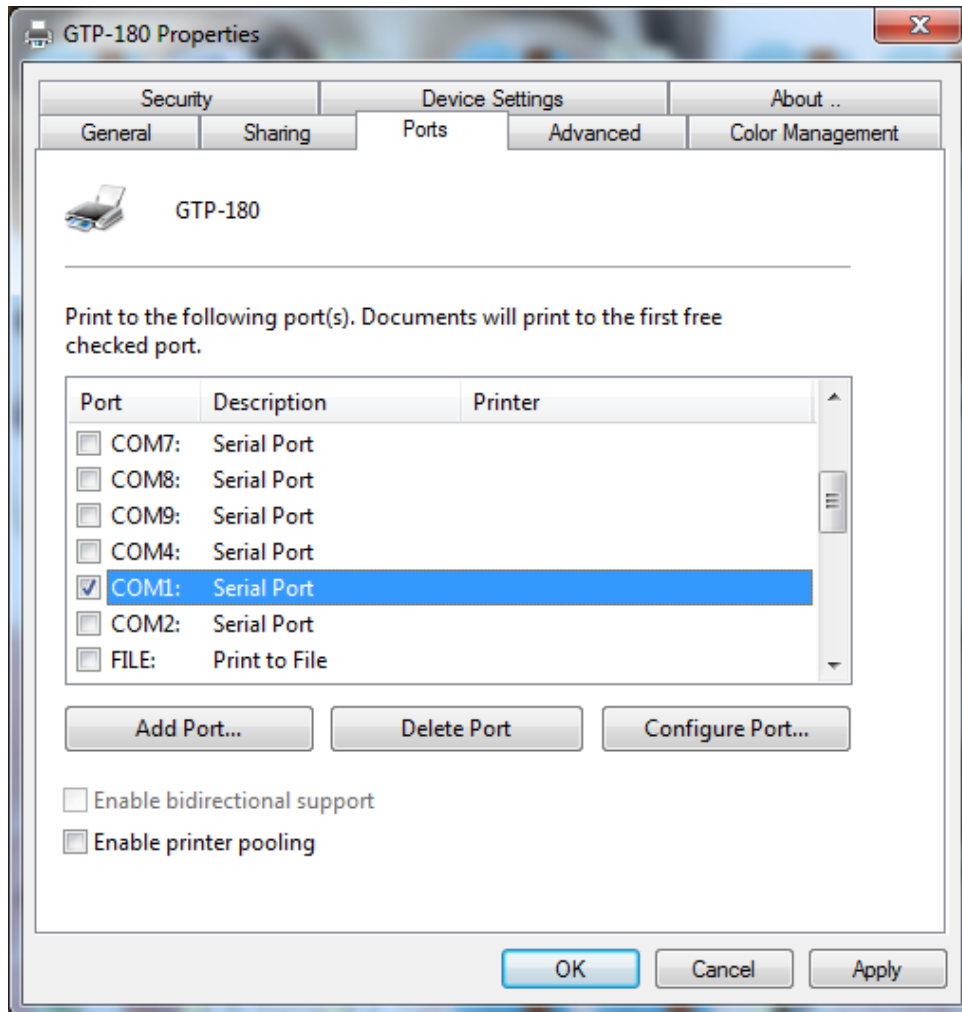 GTP-180 Properties
Security Device Settings About ..
General Sharing Ports Advanced Color Management
GTP-180
Print to the following port(s). Documents will print to the first free
checked port.
Port Description Printer
COM7: Serial Port
COM8: Serial Port
COM9: Serial Port
COM4: Serial Port
COM1: Serial Port
COM2: Serial Port
FILE: Print to File
Add Port... Delete Port Configure Port...
Enable bidirectional support
Enable printer pooling
OK Cancel Apply